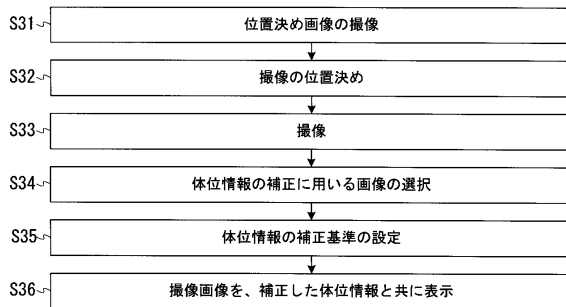 S31 位置決め画像の撮像
S32 撮像の位置決め
S33 撮像
S34 体位情報の補正に用いる画像の選択
S35 体位情報の補正基準の設定
S36 撮像画像を、補正した体位情報と共に表示